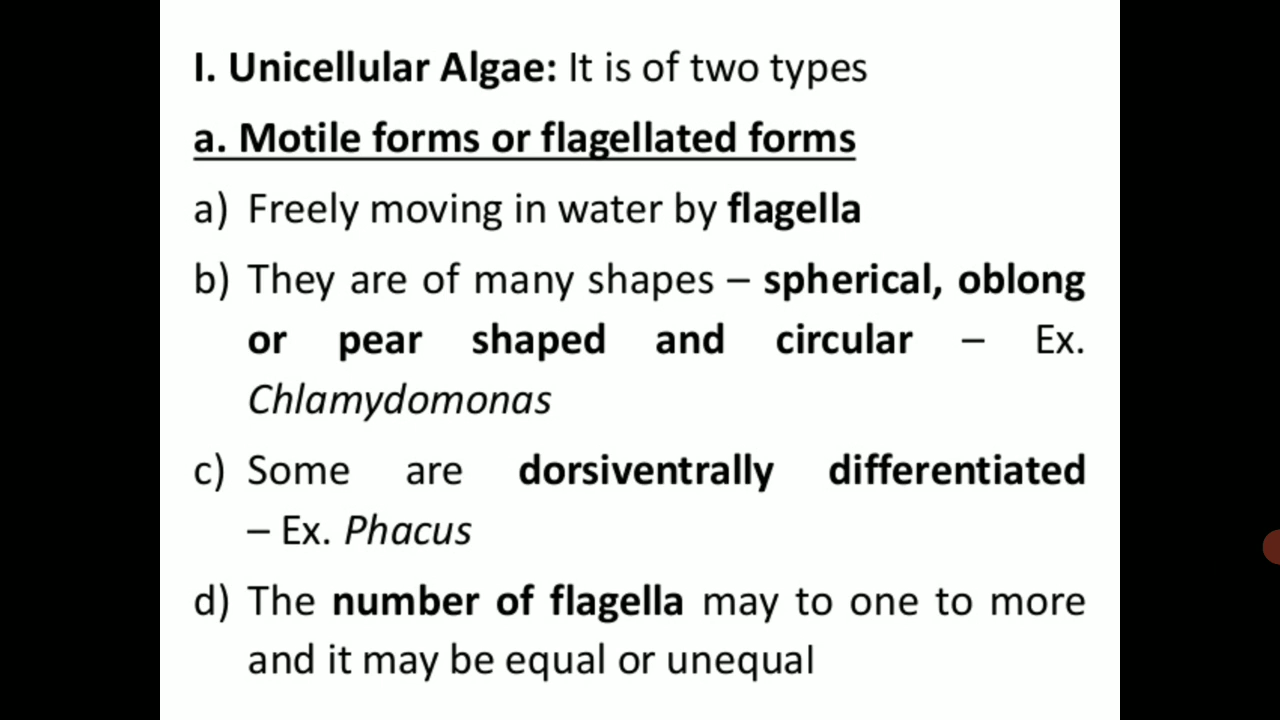 I. Unicellular Algae: It is of two types
a. Motile forms or flagellated forms
a) Freely moving in water by flagella
b) They are of many shapes – spherical, oblong
or pear shaped and circular – Ex.
Chlamydomonas
c) Some are dorsiventrally differentiated
– Ex. Phacus
d) The number of flagella may to one to more
and it may be equal or unequal